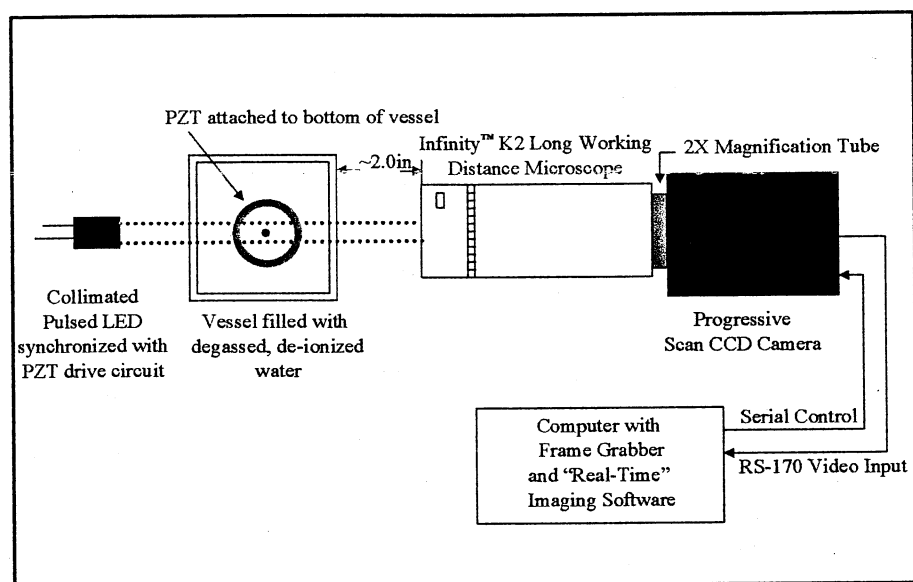 PZT attached to bottom of vessel
~2.0in
Infinity™ K2 Long Working
Distance Microscope
2X Magnification Tube
Collimated
Pulsed LED
synchronized with
PZT drive circuit
Vessel filled with
degassed, de-ionized
water
Progressive
Scan CCD Camera
Computer with
Frame Grabber
and “Real-Time”
Imaging Software
Serial Control
RS-170 Video Input